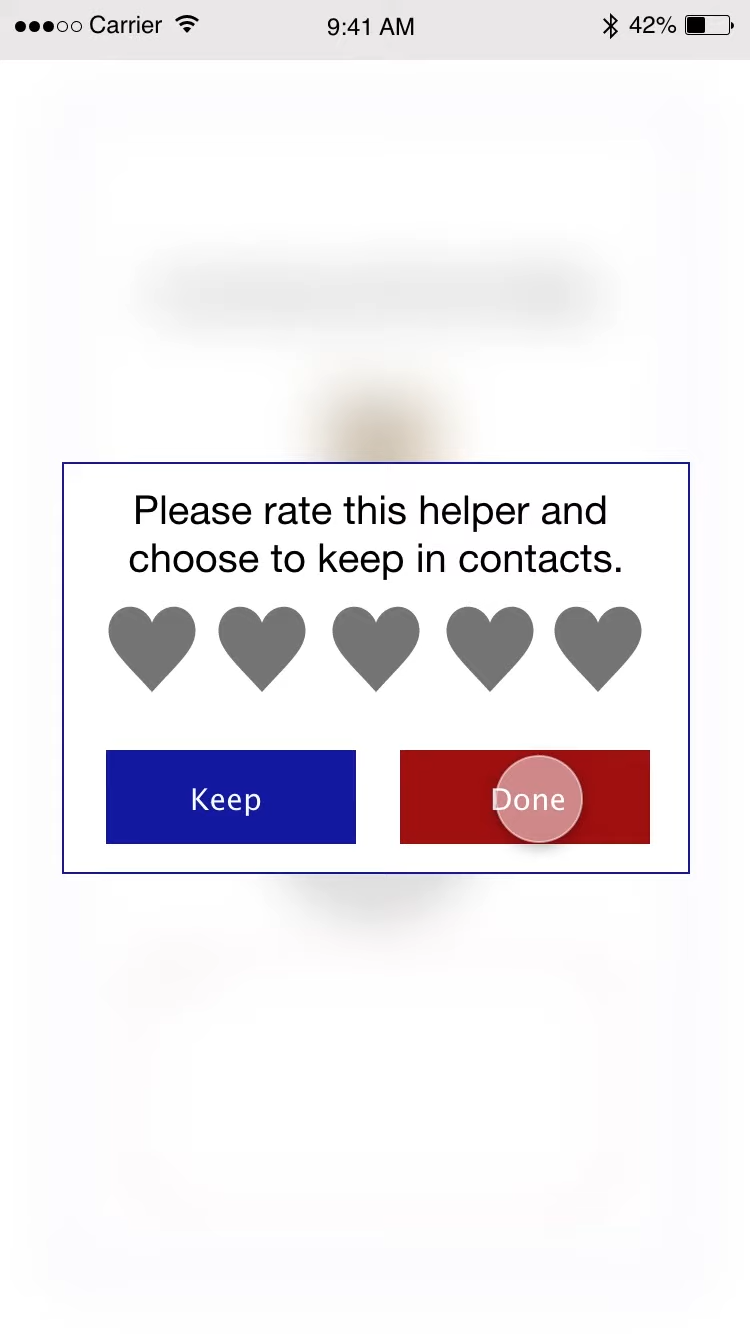 Carrier 9:41 AM 42%
Please rate this helper and
choose to keep in contacts.
Keep Done